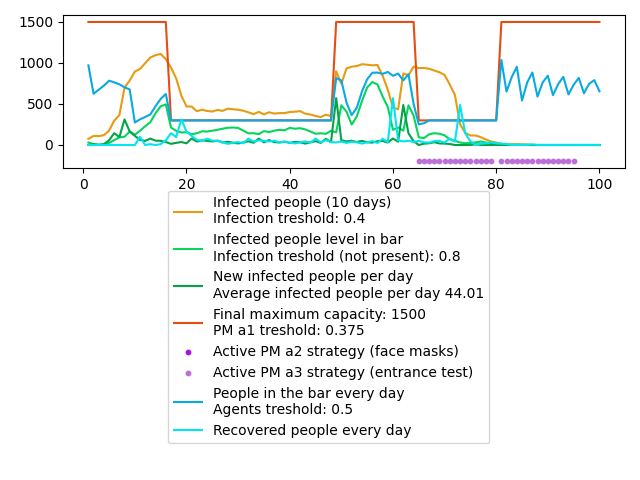 1500
1000
500
0
0 20 40 60 80 100
Infected people (10 days)
Infection treshold: 0.4
Infected people level in bar
Infection treshold (not present): 0.8
New infected people per day
Average infected people per day 44.01
Final maximum capacity: 1500
PM a1 treshold: 0.375
Active PM a2 strategy (face masks)
Active PM a3 strategy (entrance test)
People in the bar every day
Agents treshold: 0.5
Recovered people every day